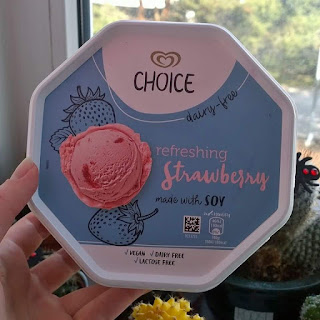 CHOICE
dairy-free
refreshing
Strawberry
made with SOY
√ VEGAN √ DAIRY FREE
√ LACTOSE FREE